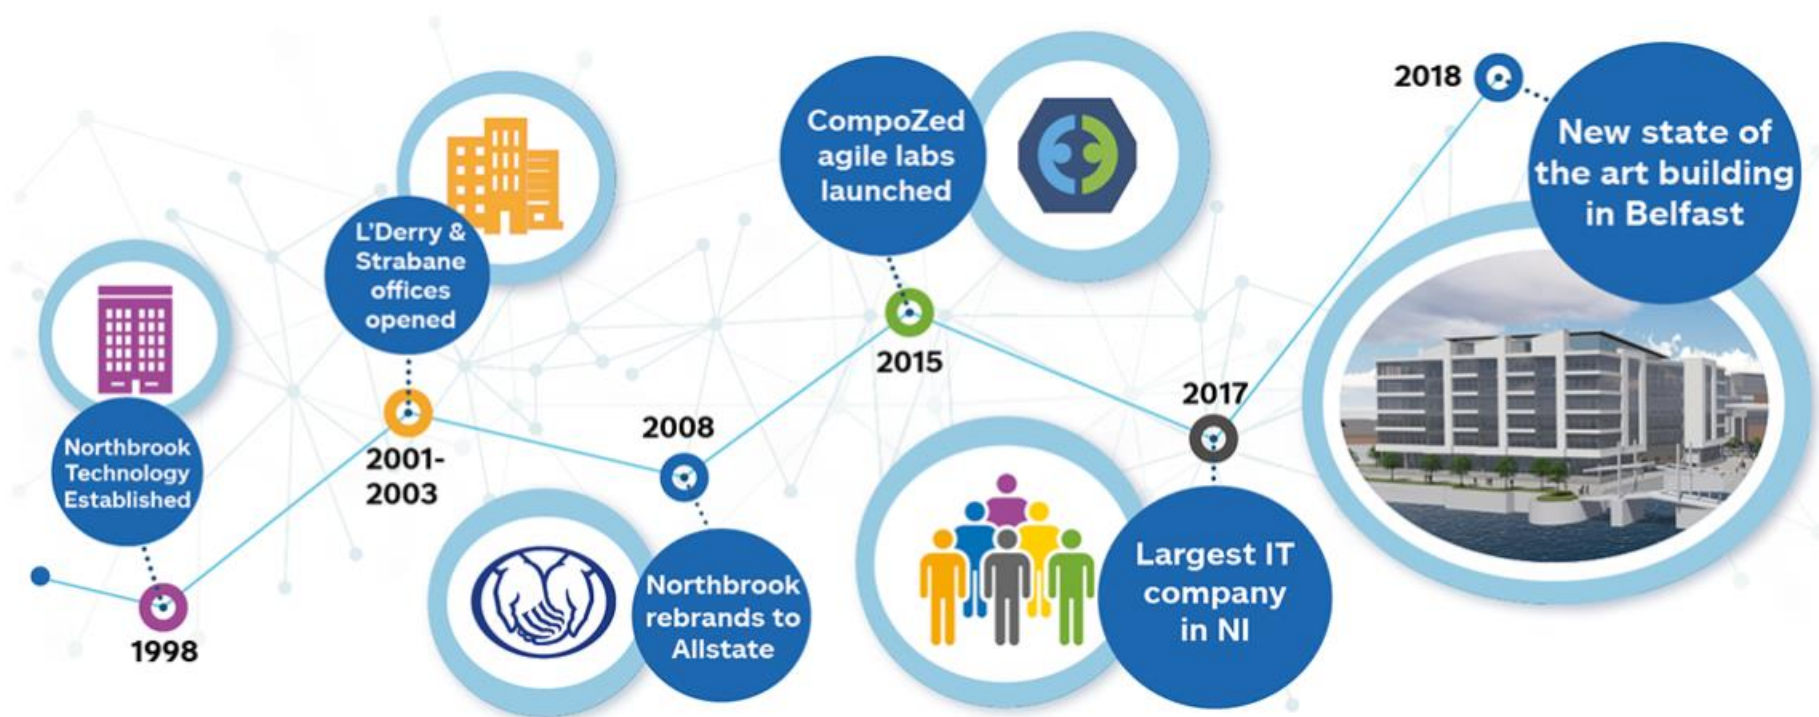 Northbrook
Technology
Established
1998
L'Derry &
Strabane
offices
opened
2001-
2003
2008
Northbrook
rebrands to
Allstate
CompoZed
agile labs
launched
2015
2017
Largest IT
company
in NI
2018
New state of
the art building
in Belfast